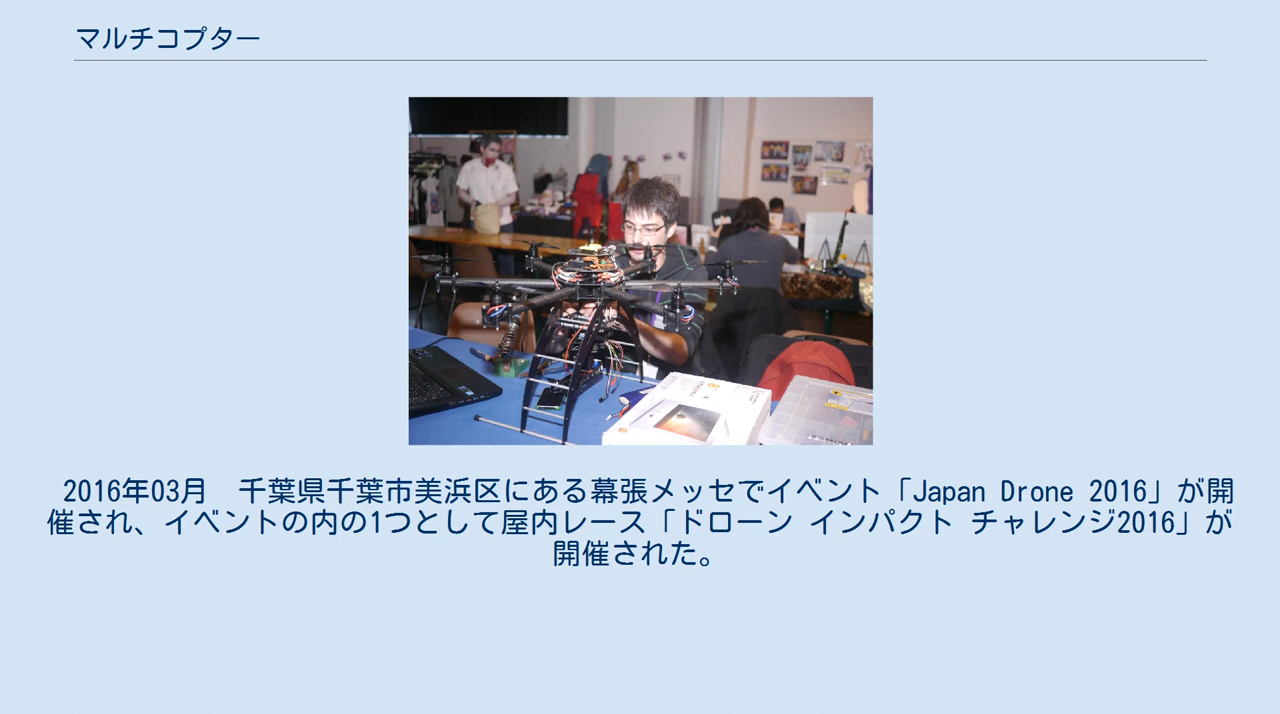 マルチコプター
2016年03月　千葉県千葉市美浜区にある幕張メッセでイベント「Japan Drone 2016」が開
催され、イベントの内の1つとして屋内レース「ドローン インパクト チャレンジ2016」が
開催された。